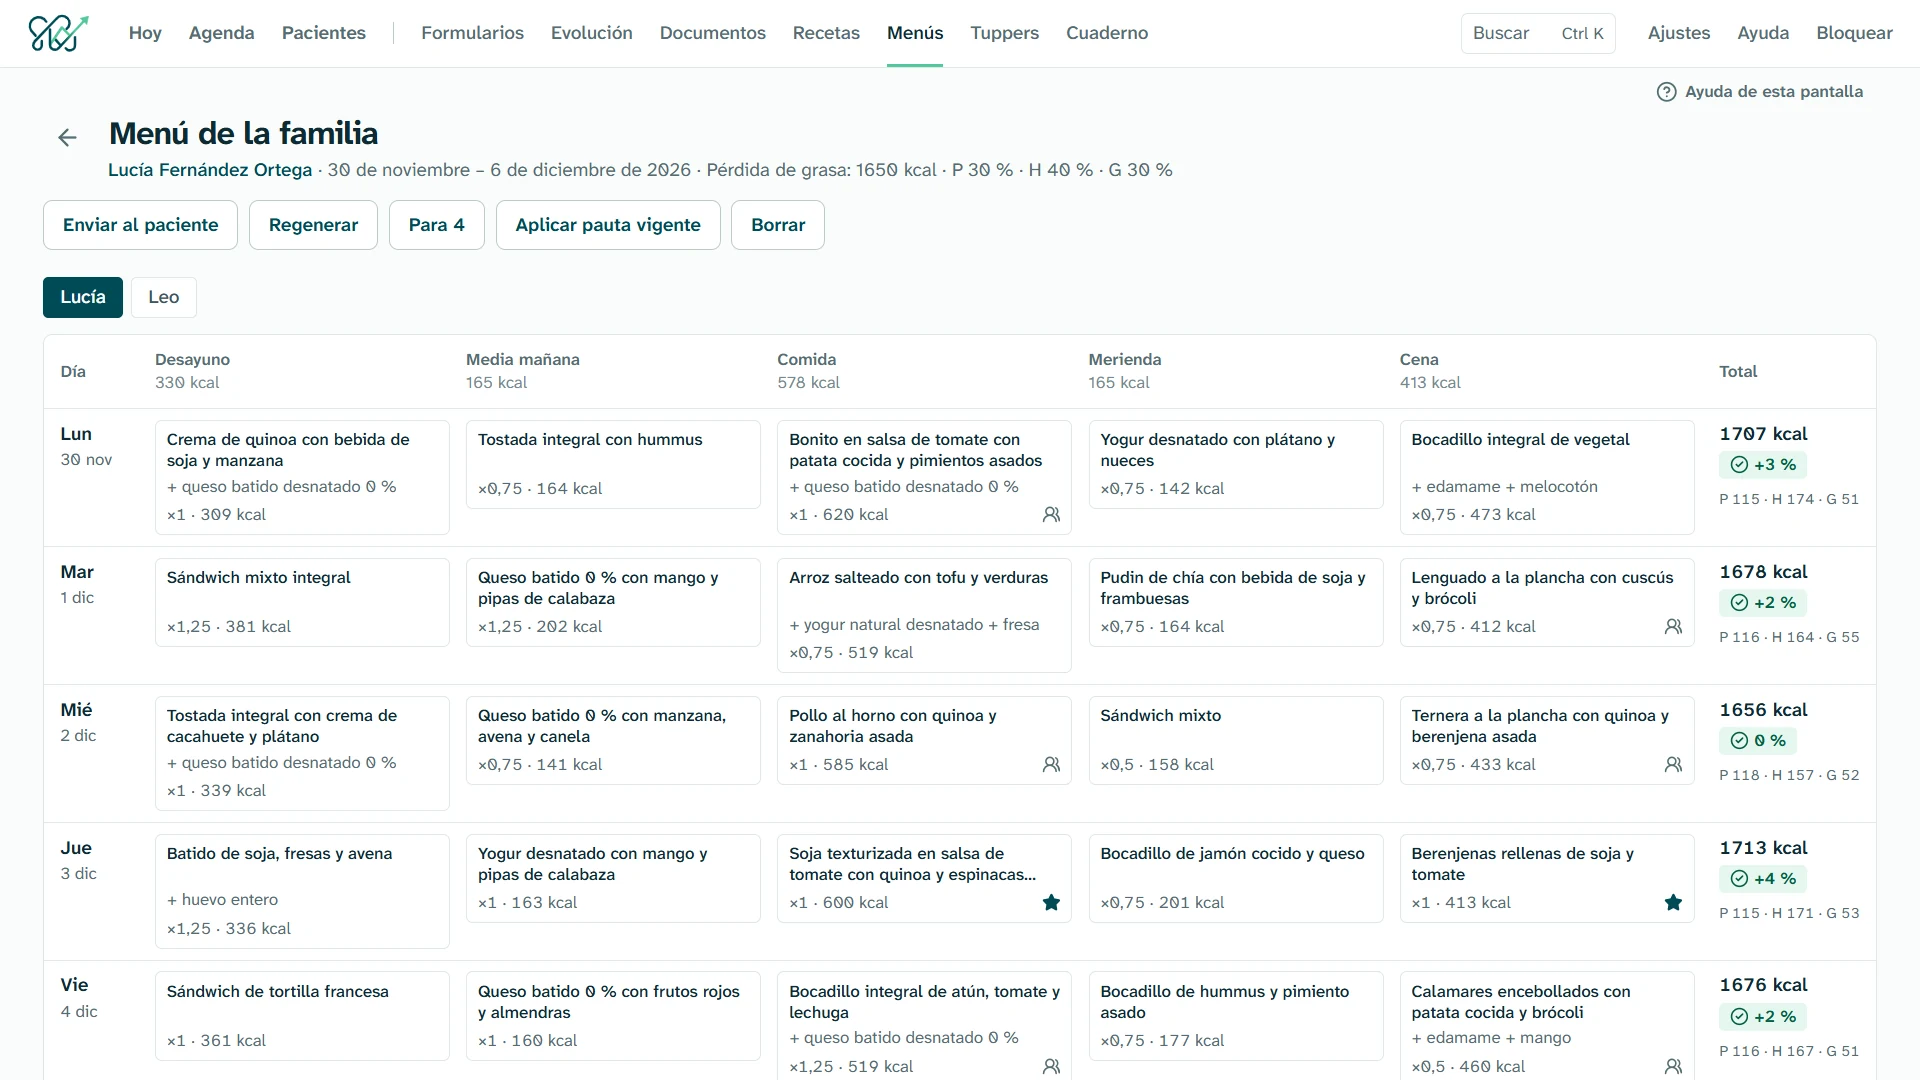 Hoy Agenda Pacientes Formularios Evolución Documentos Recetas Menús Tuppers Cuaderno Buscar Ctrl K Ajustes Ayuda Bloquear
Ayuda de esta pantalla
Menú de la familia
Lucía Fernández Ortega · 30 de noviembre – 6 de diciembre de 2026 · Pérdida de grasa: 1650 kcal · P 30 % · H 40 % · G 30 %
Enviar al paciente Regenerar Para 4 Aplicar pauta vigente Borrar
Lucía Leo
Día
Desayuno
330 kcal
Media mañana
165 kcal
Comida
578 kcal
Merienda
165 kcal
Cena
413 kcal
Total
Lun
30 nov
Crema de quinoa con bebida de
soja y manzana
+ queso batido desnatado 0 %
×1 · 309 kcal
Tostada integral con hummus
×0,75 · 164 kcal
Bonito en salsa de tomate con
patata cocida y pimientos asados
+ queso batido desnatado 0 %
×1 · 620 kcal
Yogur desnatado con plátano y
nueces
×0,75 · 142 kcal
Bocadillo integral de vegetal
+ edamame + melocotón
×0,75 · 473 kcal
1707 kcal
+3 %
P 115 · H 174 · G 51
Mar
1 dic
Sándwich mixto integral
×1,25 · 381 kcal
Queso batido 0 % con mango y
pipas de calabaza
×1,25 · 202 kcal
Arroz salteado con tofu y verduras
+ yogur natural desnatado + fresa
×0,75 · 519 kcal
Pudin de chía con bebida de soja y
frambuesas
×0,75 · 164 kcal
Lenguado a la plancha con cuscús
y brócoli
×0,75 · 412 kcal
1678 kcal
+2 %
P 116 · H 164 · G 55
Mié
2 dic
Tostada integral con crema de
cacahuete y plátano
+ queso batido desnatado 0 %
×1 · 339 kcal
Queso batido 0 % con manzana,
avena y canela
×0,75 · 141 kcal
Pollo al horno con quinoa y
zanahoria asada
×1 · 585 kcal
Sándwich mixto
×0,5 · 158 kcal
Ternera a la plancha con quinoa y
berenjena asada
×0,75 · 433 kcal
1656 kcal
0 %
P 118 · H 157 · G 52
Jue
3 dic
Batido de soja, fresas y avena
+ huevo entero
×1,25 · 336 kcal
Yogur desnatado con mango y
pipas de calabaza
×1 · 163 kcal
Soja texturizada en salsa de
tomate con quinoa y espinacas...
×1 · 600 kcal
Bocadillo de jamón cocido y queso
×0,75 · 201 kcal
Berenjenas rellenas de soja y
tomate
×1 · 413 kcal
1713 kcal
+4 %
P 115 · H 171 · G 53
Vie
4 dic
Sándwich de tortilla francesa
×1 · 361 kcal
Queso batido 0 % con frutos rojos
y almendras
×1 · 160 kcal
Bocadillo integral de atún, tomate y
lechuga
+ queso batido desnatado 0 %
×1,25 · 519 kcal
Bocadillo de hummus y pimiento
asado
×0,75 · 177 kcal
Calamares encebollados con
patata cocida y brócoli
+ edamame + mango
×0,5 · 460 kcal
1676 kcal
+2 %
P 116 · H 167 · G 51